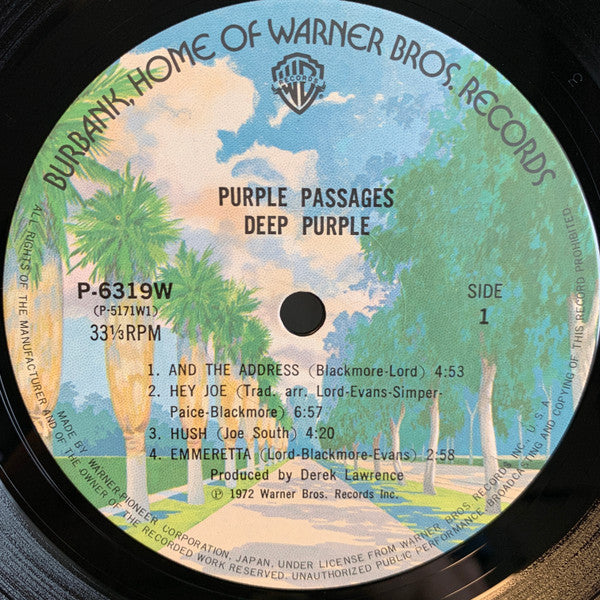 BURBANK, HOME OF WARNER BROS. RECORDS
RECORDS
PURPLE PASSAGES
DEEP PURPLE
P-6319W
(P-5171W1)
33⅓RPM
SIDE
1
1. AND THE ADDRESS (Blackmore-Lord) 4:53
2. HEY JOE (Trad. arr. Lord-Evans-Simper-
Paice-Blackmore) 6:57
3. HUSH (Joe South) 4:20
4. EMMERETTA (Lord-Blackmore-Evans) 2:58
Produced by Derek Lawrence
℗ 1972 Warner Bros. Records Inc.
MADE BY WARNER-PIONEER CORPORATION, JAPAN, UNDER LICENSE FROM WARNER BROS RECORDS INC., U.S.A.
ALL RIGHTS OF THE MANUFACTURER AND OF THE OWNER OF THE RECORDED WORK RESERVED. UNAUTHORIZED PUBLIC PERFORMANCE, BROADCASTING AND COPYING OF THIS RECORD PROHIBITED